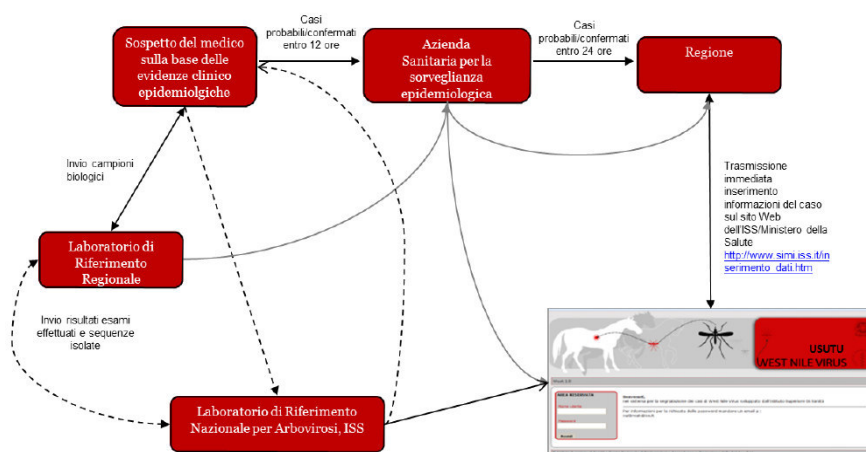 Sospetto del medico
sulla base delle
evidenze clinico
epidemiolgiche
Casi
probabili/confermati
entro 12 ore
Azienda
Sanitaria per la
sorveglianza
epidemiologica
Casi
probabili/confermati
entro 24 ore
Regione
Invio campioni
biologici
Trasmissione
immediata
inserimento
informazioni del caso
sul sito Web
dell'ISS/Ministero della
Salute
http://www.simi.iss.it/in
serimento_dati.htm
Laboratorio di
Riferimento
Regionale
Invio risultati esami
effettuati e sequenze
isolate
Laboratorio di Riferimento
Nazionale per Arbovirosi, ISS
USUTU
WEST NILE VIRUS
AREA RISERVATA